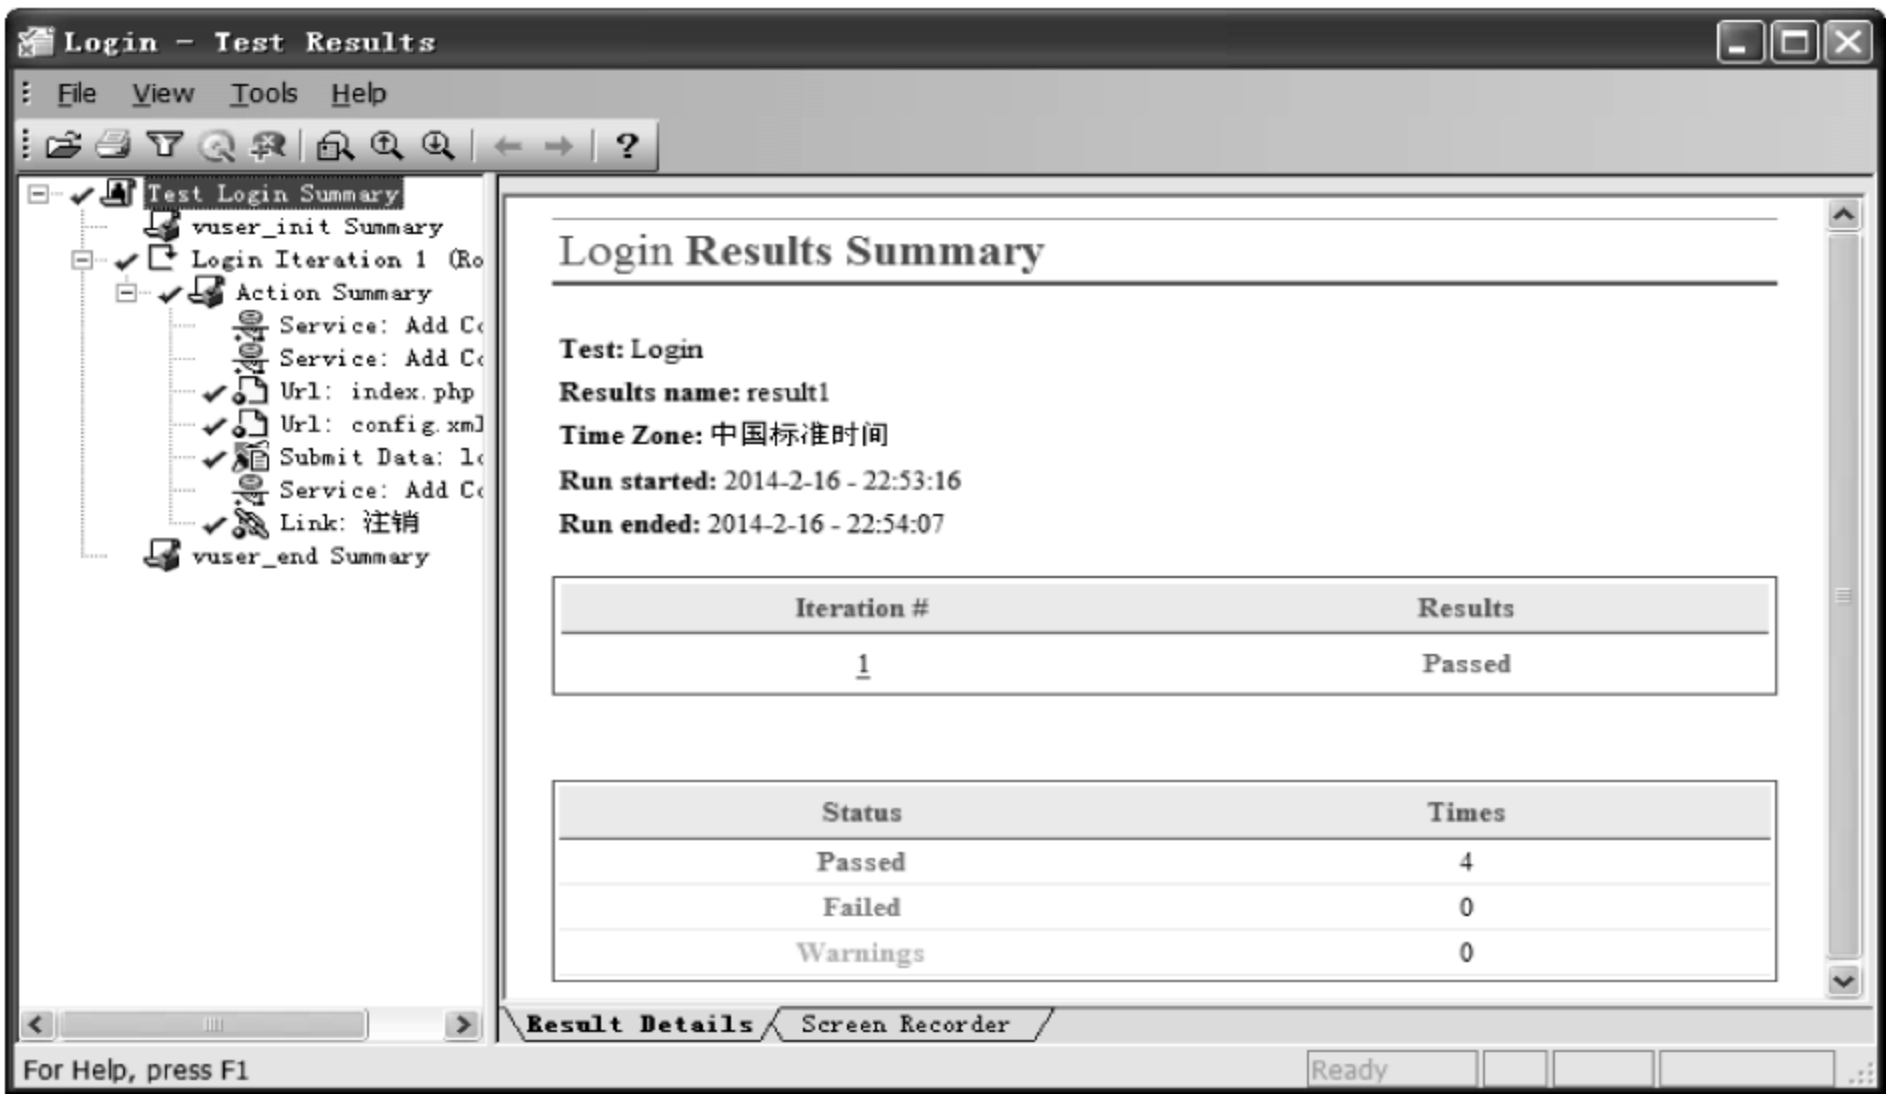 Login - Test Results
File View Tools Help
?
Test Login Summary
vuser_init Summary
Login Iteration 1 (Ro
Action Summary
Service: Add Co
Service: Add Co
Url: index.php
Url: config.xml
Submit Data: lo
Service: Add Co
Link: 注销
vuser_end Summary
Login Results Summary
Test: Login
Results name: result1
Time Zone: 中国标准时间
Run started: 2014-2-16 - 22:53:16
Run ended: 2014-2-16 - 22:54:07
Iteration # Results
1 Passed
Status Times
Passed 4
Failed 0
Warnings 0
Result Details Screen Recorder
For Help, press F1 Ready